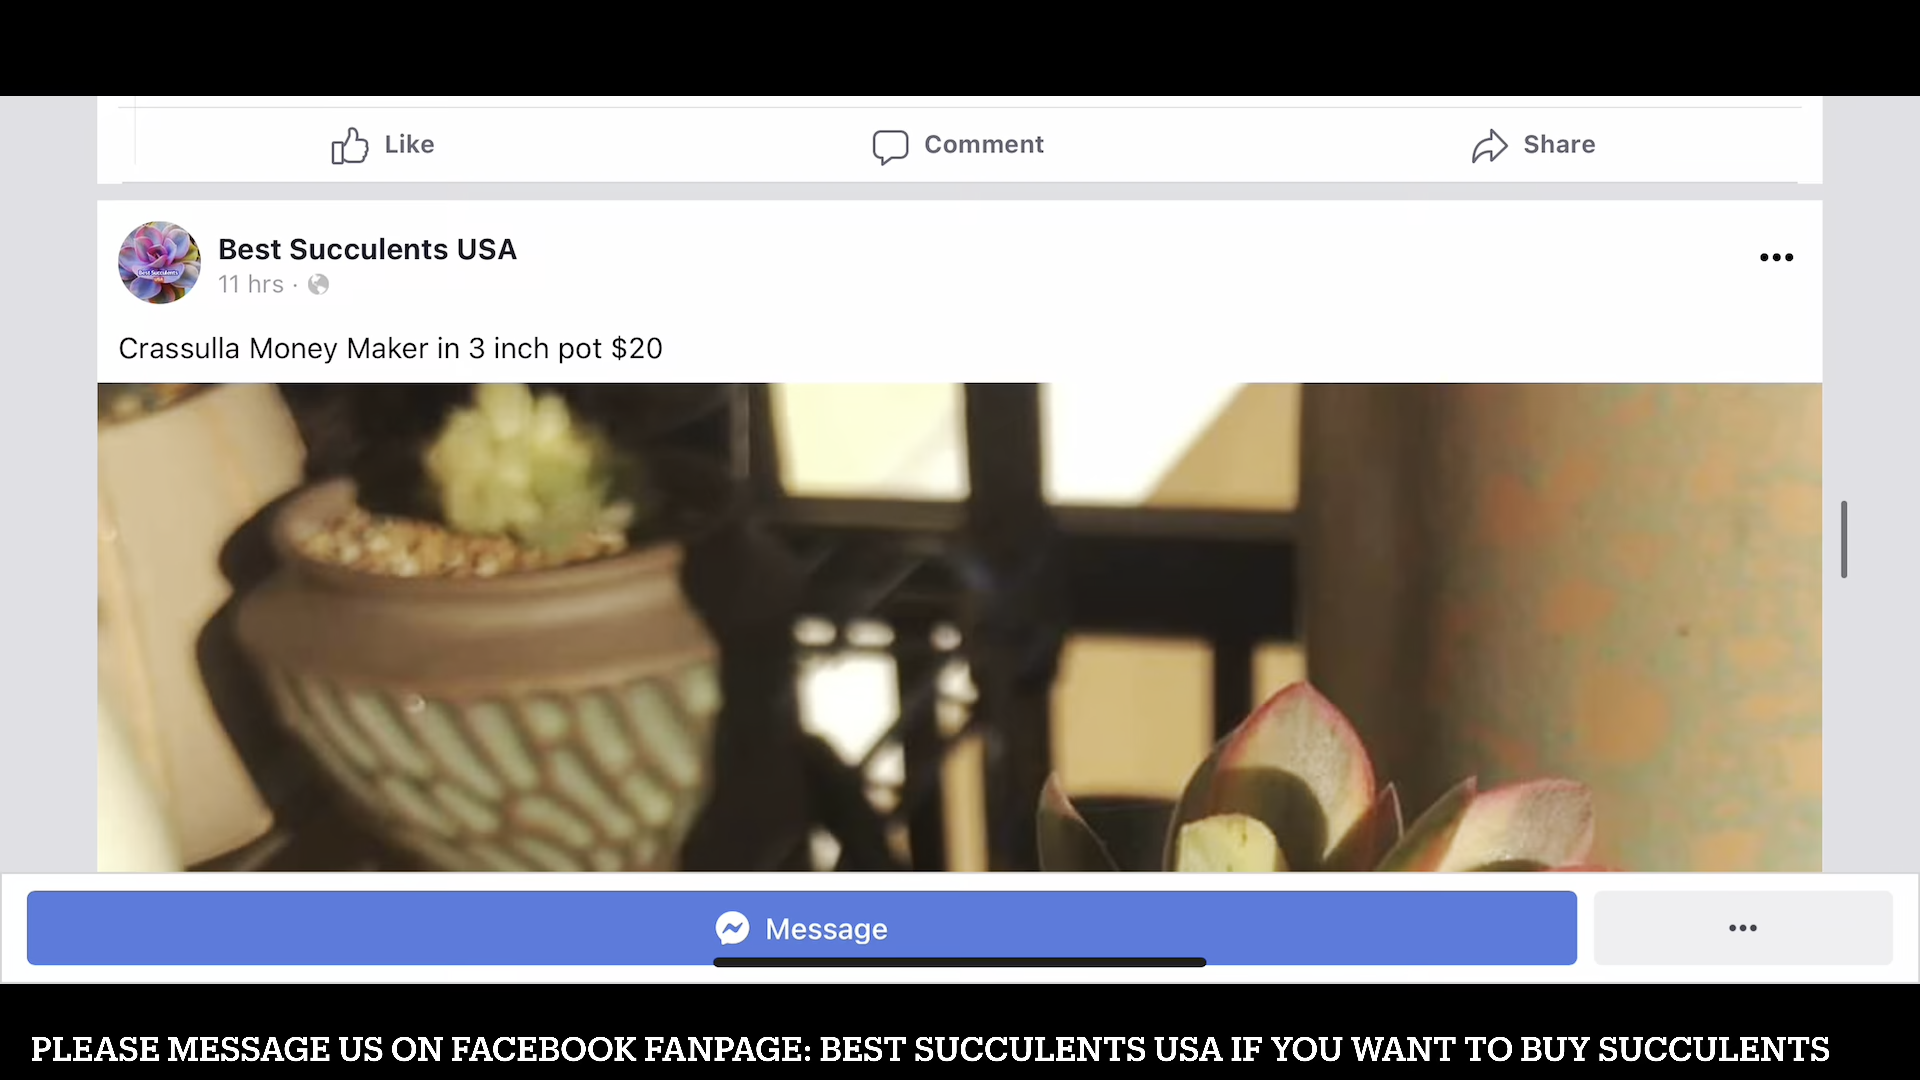 Like
Comment
Share
Best Succulents USA
11 hrs ·
Crassulla Money Maker in 3 inch pot $20
Message
PLEASE MESSAGE US ON FACEBOOK FANPAGE: BEST SUCCULENTS USA IF YOU WANT TO BUY SUCCULENTS